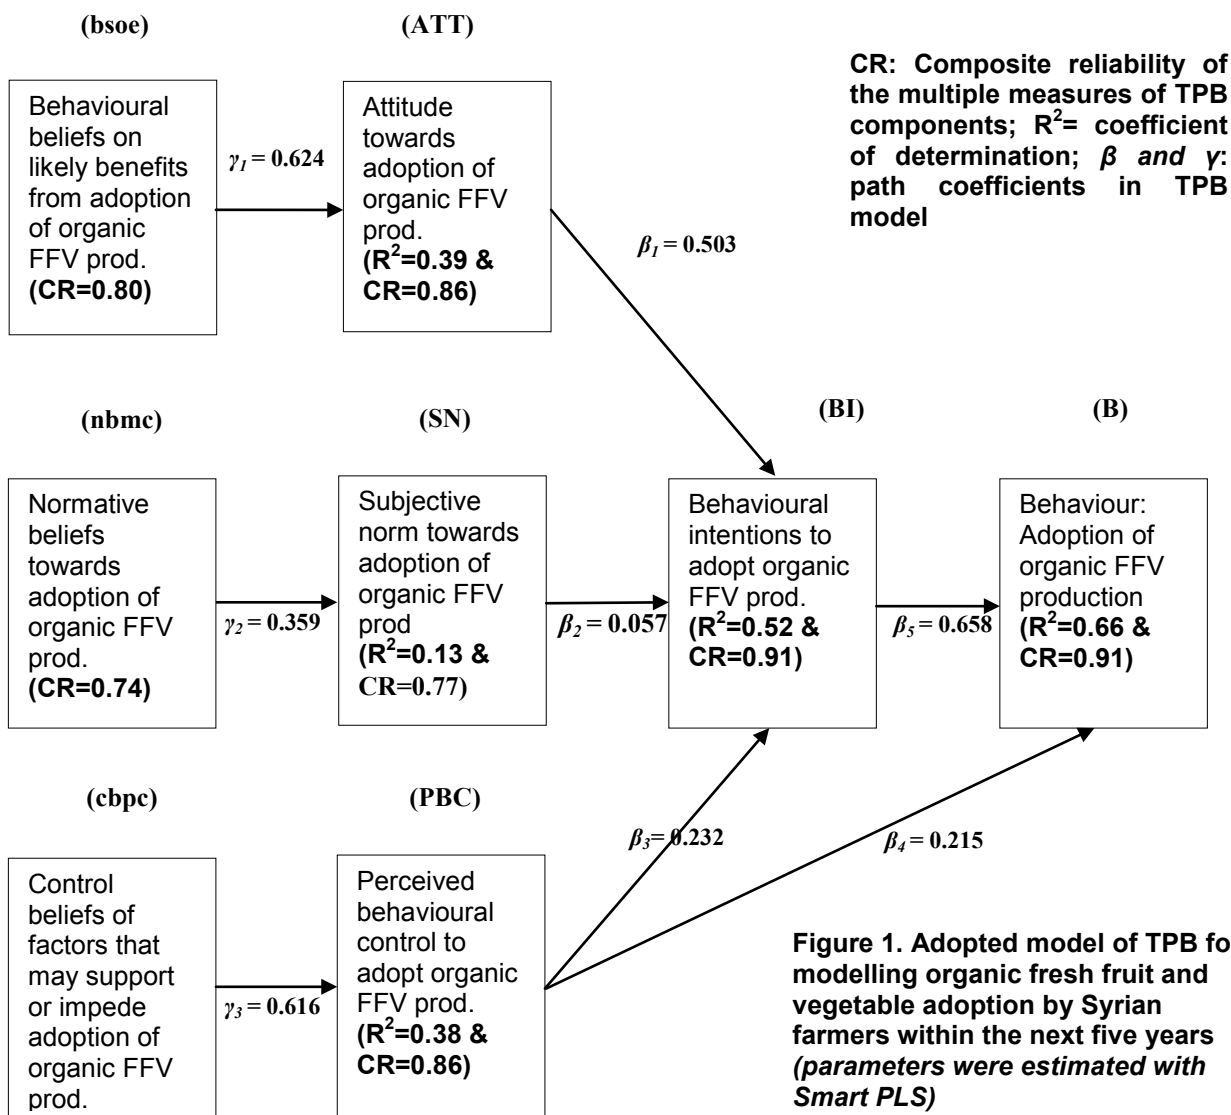 (bsoe)
(ATT)
CR: Composite reliability of
the multiple measures of TPB
components; R²= coefficient
of determination; β and γ:
path coefficients in TPB
model
Behavioural
beliefs on
likely benefits
from adoption
of organic
FFV prod.
(CR=0.80)
γ₁ = 0.624
Attitude
towards
adoption of
organic FFV
prod.
(R²=0.39 &
CR=0.86)
β₁ = 0.503
(nbmc)
(SN)
(BI)
(B)
Normative
beliefs
towards
adoption of
organic FFV
prod.
(CR=0.74)
γ₂ = 0.359
Subjective
norm towards
adoption of
organic FFV
prod
(R²=0.13 &
CR=0.77)
β₂ = 0.057
Behavioural
intentions to
adopt organic
FFV prod.
(R²=0.52 &
CR=0.91)
β₅ = 0.658
Behaviour:
Adoption of
organic FFV
production
(R²=0.66 &
CR=0.91)
(cbpc)
(PBC)
β₃ = 0.232
β₄ = 0.215
Control
beliefs of
factors that
may support
or impede
adoption of
organic FFV
prod.
γ₃ = 0.616
Perceived
behavioural
control to
adopt organic
FFV prod.
(R²=0.38 &
CR=0.86)
Figure 1. Adopted model of TPB fo
modelling organic fresh fruit and
vegetable adoption by Syrian
farmers within the next five years
(parameters were estimated with
Smart PLS)